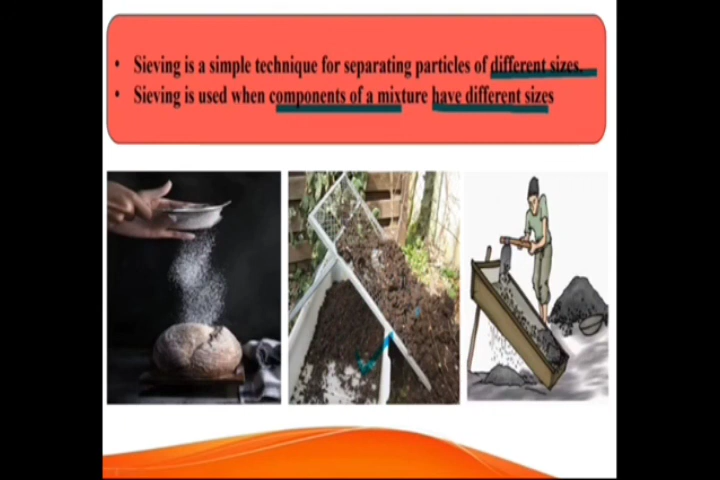 • Sieving is a simple technique for separating particles of different sizes.
• Sieving is used when components of a mixture have different sizes